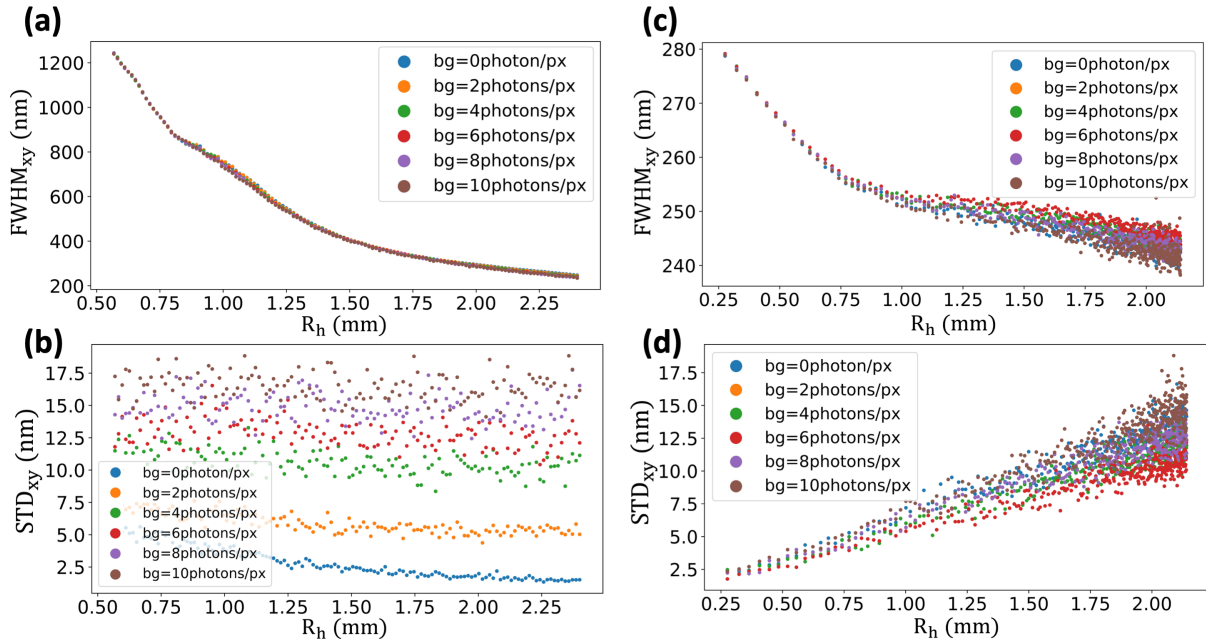 (a)
FWHMxy (nm)
1200
1000
800
600
400
200
0.50 0.75 1.00 1.25 1.50 1.75 2.00 2.25
Rh (mm)
bg=0photon/px
bg=2photons/px
bg=4photons/px
bg=6photons/px
bg=8photons/px
bg=10photons/px
(c)
FWHMxy (nm)
280
270
260
250
240
0.25 0.50 0.75 1.00 1.25 1.50 1.75 2.00
Rh (mm)
bg=0photon/px
bg=2photons/px
bg=4photons/px
bg=6photons/px
bg=8photons/px
bg=10photons/px
(b)
STDxy (nm)
17.5
15.0
12.5
10.0
7.5
5.0
2.5
0.50 0.75 1.00 1.25 1.50 1.75 2.00 2.25
Rh (mm)
bg=0photon/px
bg=2photons/px
bg=4photons/px
bg=6photons/px
bg=8photons/px
bg=10photons/px
(d)
STDxy (nm)
17.5
15.0
12.5
10.0
7.5
5.0
2.5
0.25 0.50 0.75 1.00 1.25 1.50 1.75 2.00
Rh (mm)
bg=0photon/px
bg=2photons/px
bg=4photons/px
bg=6photons/px
bg=8photons/px
bg=10photons/px